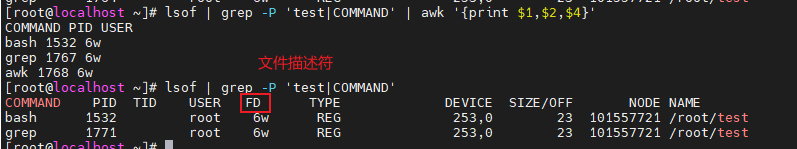 [root@localhost ~]# lsof | grep -P 'test|COMMAND' | awk '{print $1,$2,$4}'
COMMAND PID USER
bash 1532 6w
grep 1767 6w
awk 1768 6w
文件描述符
[root@localhost ~]# lsof | grep -P 'test|COMMAND'
COMMAND PID TID USER FD TYPE DEVICE SIZE/OFF NODE NAME
bash 1532 root 6w REG 253,0 23 101557721 /root/test
grep 1771 root 6w REG 253,0 23 101557721 /root/test
[root@localhost ~]#